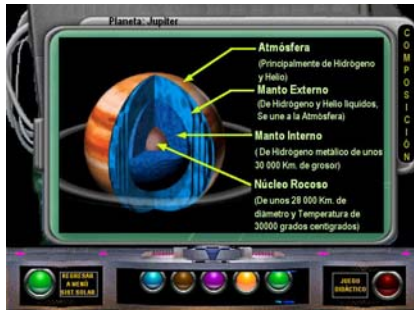 Planeta: Jupiter
Atmósfera
(Principalmente de Hidrógeno
y Helio)
Manto Externo
(De Hidrógeno y Helio líquidos,
Se une a la Atmósfera)
Manto Interno
( De Hidrógeno metálico de unos
30 000 Km. de grosor)
Núcleo Rocoso
(De unos 28 000 Km. de
diámetro y Temperatura de
30000 grados centigrados)
COMPOSICIÓN
REGRESAR
A MENÚ
SIST. SOLAR
JUEGO
DIDÁCTICO